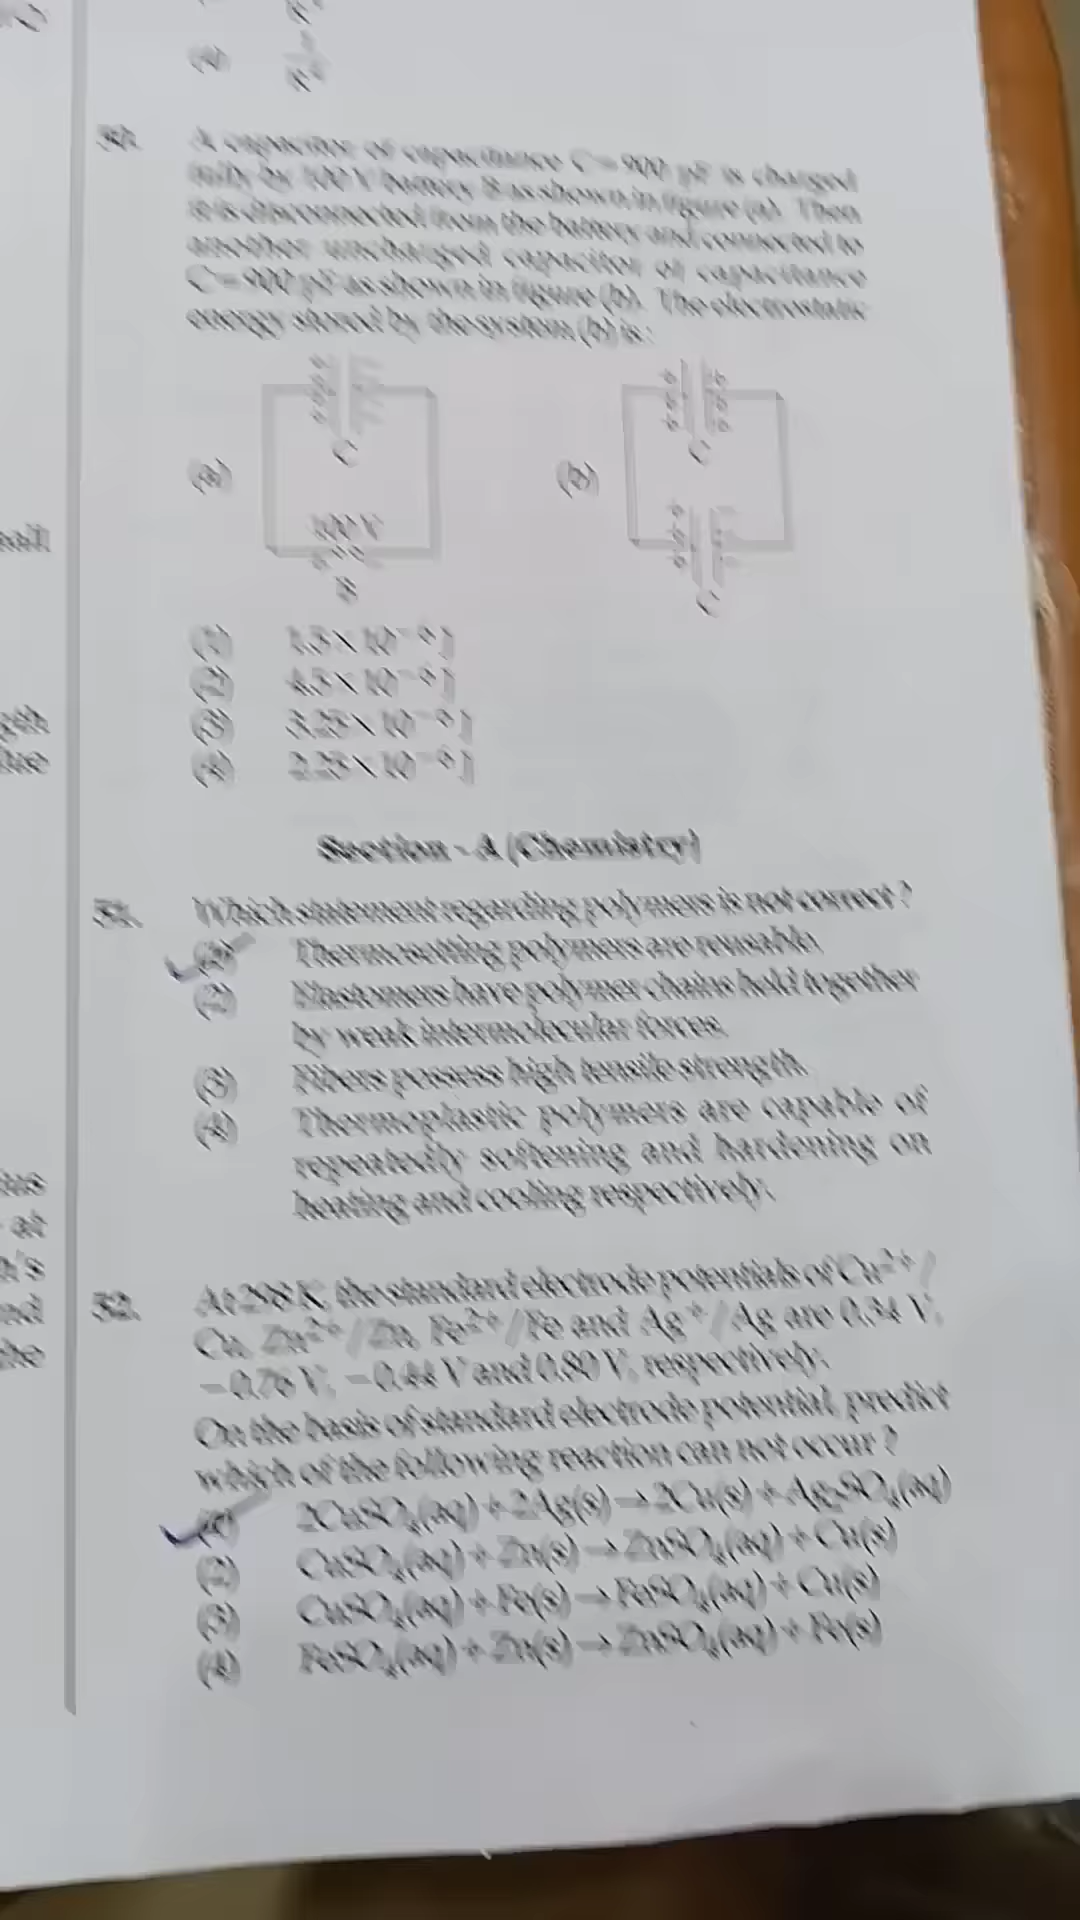 (4)
50. A capacitor of capacitance C = 900 pF is charged
fully by 100 V battery B as shown in figure (a). Then
it is disconnected from the battery and connected to
another uncharged capacitor of capacitance
C = 900 pF as shown in figure (b). The electrostatic
energy stored by the system (b) is :
(a) C (b) C
100 V
B C
(1) 1.5 × 10⁻⁶ J
(2) 4.5 × 10⁻⁶ J
(3) 3.25 × 10⁻⁶ J
(4) 2.25 × 10⁻⁶ J
Section - A (Chemistry)
51. Which statement regarding polymers is not correct ?
(1) Thermosetting polymers are reusable.
(2) Elastomers have polymer chains held together
by weak intermolecular forces.
(3) Fibers possess high tensile strength.
(4) Thermoplastic polymers are capable of
repeatedly softening and hardening on
heating and cooling respectively.
52. At 298 K, the standard electrode potentials of Cu²⁺ /
Cu, Zn²⁺ / Zn, Fe²⁺ / Fe and Ag⁺ / Ag are 0.34 V,
− 0.76 V, − 0.44 V and 0.80 V, respectively.
On the basis of standard electrode potential, predict
which of the following reaction can not occur ?
(1) 2CuSO₄(aq) + 2Ag(s) → 2Cu(s) + Ag₂SO₄(aq)
(2) CuSO₄(aq) + Zn(s) → ZnSO₄(aq) + Cu(s)
(3) CuSO₄(aq) + Fe(s) → FeSO₄(aq) + Cu(s)
(4) FeSO₄(aq) + Zn(s) → ZnSO₄(aq) + Fe(s)